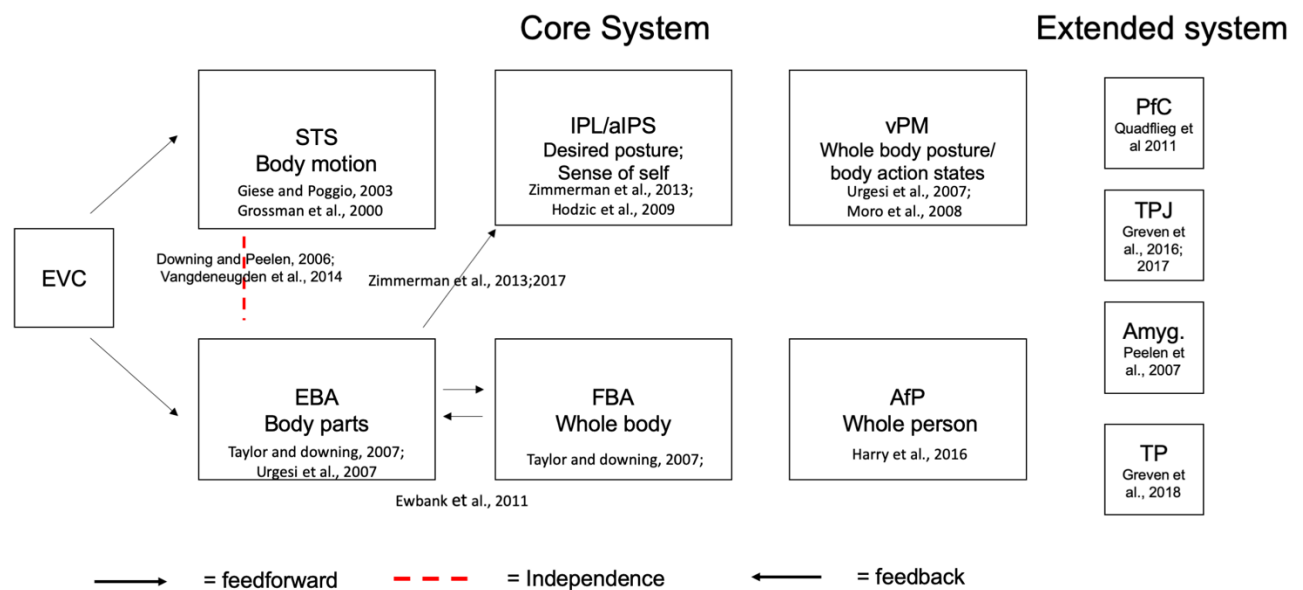 Core System
Extended system
EVC
STS
Body motion
Giese and Poggio, 2003
Grossman et al., 2000
IPL/aIPS
Desired posture;
Sense of self
Zimmerman et al., 2013;
Hodzic et al., 2009
vPM
Whole body posture/
body action states
Urgesi et al., 2007;
Moro et al., 2008
PfC
Quadflieg et
al 2011
TPJ
Greven et
al., 2016;
2017
Downing and Peelen, 2006;
Vangdeneugden et al., 2014
Zimmerman et al., 2013;2017
EBA
Body parts
Taylor and downing, 2007;
Urgesi et al., 2007
FBA
Whole body
Taylor and downing, 2007;
AfP
Whole person
Harry et al., 2016
Amyg.
Peelen et
al., 2007
TP
Greven et
al., 2018
Ewbank et al., 2011
= feedforward
= Independence
= feedback